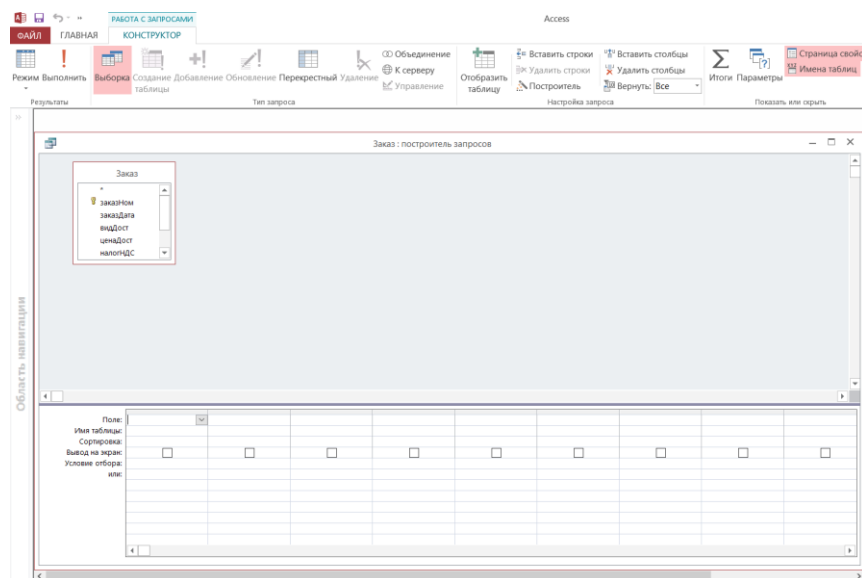 РАБОТА С ЗАПРОСАМИ
Access
ФАЙЛ ГЛАВНАЯ КОНСТРУКТОР
Режим Выполнить Выборка Создание таблицы Добавление Обновление Перекрестный Удаление
Объединение
К серверу
Управление
Отобразить таблицу
Вставить строки
Удалить строки
Построитель
Вставить столбцы
Удалить столбцы
Вернуть: Все
Итоги Параметры
Страница свойс
Имена таблиц
Результаты
Тип запроса
Настройка запроса
Показать или скрыть
Заказ : построитель запросов
Заказ
*
заказНом
заказДата
видДост
ценаДост
налогНДС
Область навигации
Поле:
Имя таблицы:
Сортировка:
Вывод на экран:
Условие отбора:
или: